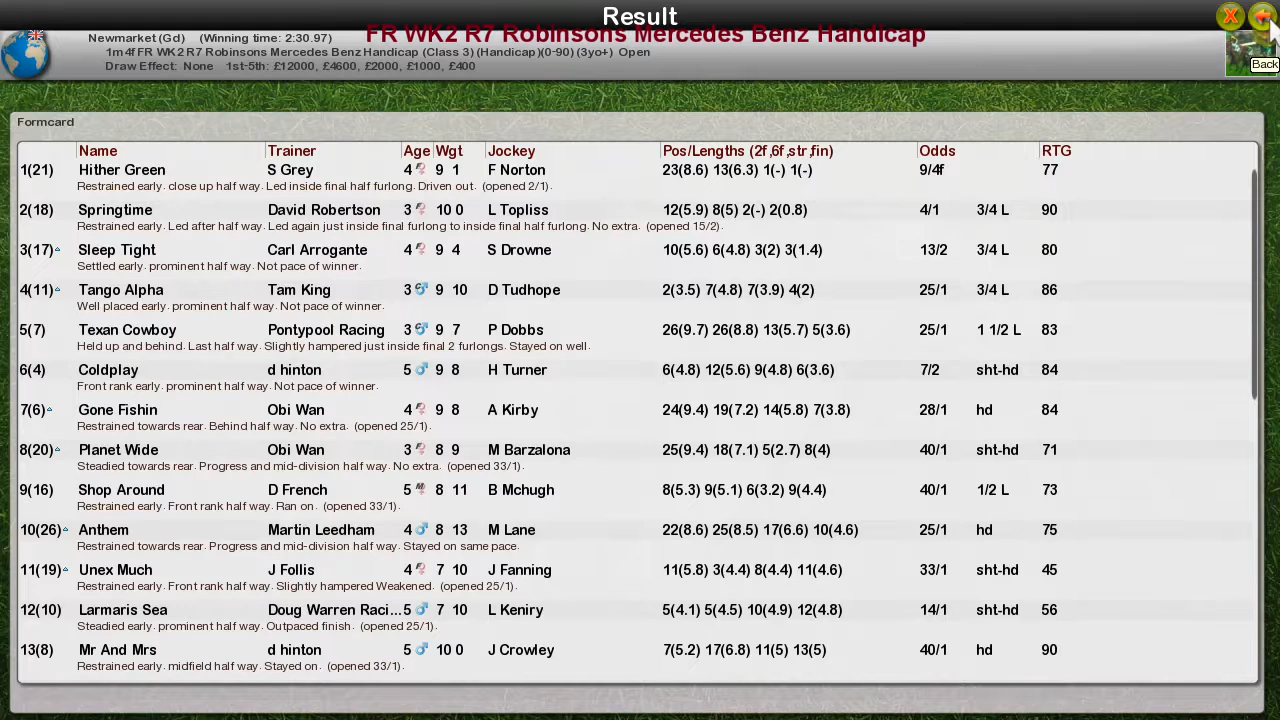 Result
X
Newmarket (Gd) (Winning time: 2:30.97) FR WK2 R7 Robinsons Mercedes Benz Handicap
1m4f FR WK2 R7 Robinsons Mercedes Benz Handicap (Class 3) (Handicap)(0-90) (3yo+) Open
Draw Effect: None 1st-5th: £12000, £4600, £2000, £1000, £400
Back
Formcard
Name Trainer Age Wgt Jockey Pos/Lengths (2f,6f,str,fin) Odds RTG
1(21) Hither Green S Grey 4 9 1 F Norton 23(8.6) 13(6.3) 1(-) 1(-) 9/4f 77
Restrained early. close up half way. Led inside final half furlong. Driven out. (opened 2/1).
2(18) Springtime David Robertson 3 10 0 L Topliss 12(5.9) 8(5) 2(-) 2(0.8) 4/1 3/4 L 90
Restrained early. Led after half way. Led again just inside final furlong to inside final half furlong. No extra. (opened 15/2).
3(17) Sleep Tight Carl Arrogante 4 9 4 S Drowne 10(5.6) 6(4.8) 3(2) 3(1.4) 13/2 3/4 L 80
Settled early. prominent half way. Not pace of winner.
4(11) Tango Alpha Tam King 3 9 10 D Tudhope 2(3.5) 7(4.8) 7(3.9) 4(2) 25/1 3/4 L 86
Well placed early. prominent half way. Not pace of winner.
5(7) Texan Cowboy Pontypool Racing 3 9 7 P Dobbs 26(9.7) 26(8.8) 13(5.7) 5(3.6) 25/1 1 1/2 L 83
Held up and behind. Last half way. Slightly hampered just inside final 2 furlongs. Stayed on well.
6(4) Coldplay d hinton 5 9 8 H Turner 6(4.8) 12(5.6) 9(4.8) 6(3.6) 7/2 sht-hd 84
Front rank early. prominent half way. Not pace of winner.
7(6) Gone Fishin Obi Wan 4 9 8 A Kirby 24(9.4) 19(7.2) 14(5.8) 7(3.8) 28/1 hd 84
Restrained towards rear. Behind half way. No extra. (opened 25/1).
8(20) Planet Wide Obi Wan 3 8 9 M Barzalona 25(9.4) 18(7.1) 5(2.7) 8(4) 40/1 sht-hd 71
Steadied towards rear. Progress and mid-division half way. No extra. (opened 33/1).
9(16) Shop Around D French 5 8 11 B Mchugh 8(5.3) 9(5.1) 6(3.2) 9(4.4) 40/1 1/2 L 73
Restrained early. Front rank half way. Ran on. (opened 33/1).
10(26) Anthem Martin Leedham 4 8 13 M Lane 22(8.6) 25(8.5) 17(6.6) 10(4.6) 25/1 hd 75
Restrained towards rear. Progress and mid-division half way. Stayed on same pace.
11(19) Unex Much J Follis 4 7 10 J Fanning 11(5.8) 3(4.4) 8(4.4) 11(4.6) 33/1 sht-hd 45
Restrained early. Front rank half way. Slightly hampered Weakened. (opened 25/1).
12(10) Larmaris Sea Doug Warren Raci... 5 7 10 L Keniry 5(4.1) 5(4.5) 10(4.9) 12(4.8) 14/1 sht-hd 56
Steadied early. prominent half way. Outpaced finish. (opened 25/1).
13(8) Mr And Mrs d hinton 5 10 0 J Crowley 7(5.2) 17(6.8) 11(5) 13(5) 40/1 hd 90
Restrained early. midfield half way. Stayed on. (opened 33/1).